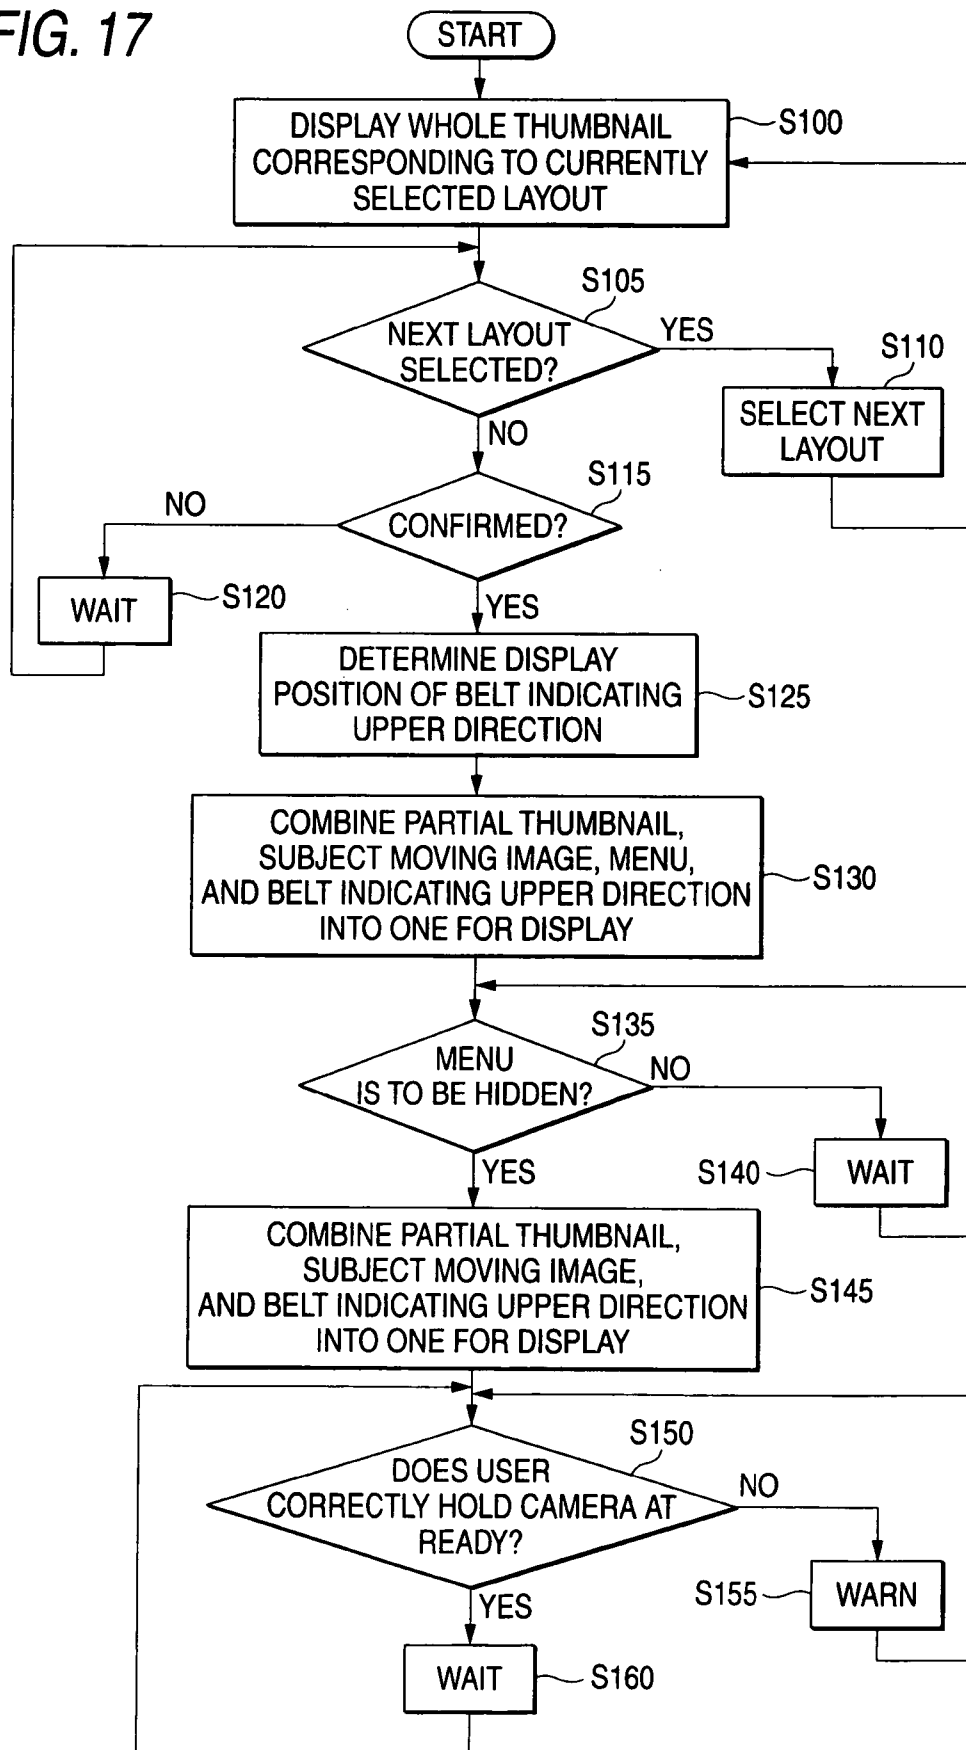 FIG. 17
START
DISPLAY WHOLE THUMBNAIL
CORRESPONDING TO CURRENTLY
SELECTED LAYOUT
S100
S105
NEXT LAYOUT
SELECTED?
YES
S110
SELECT NEXT
LAYOUT
NO
S115
CONFIRMED?
NO
WAIT
S120
YES
DETERMINE DISPLAY
POSITION OF BELT INDICATING
UPPER DIRECTION
S125
COMBINE PARTIAL THUMBNAIL,
SUBJECT MOVING IMAGE, MENU,
AND BELT INDICATING UPPER DIRECTION
INTO ONE FOR DISPLAY
S130
S135
MENU
IS TO BE HIDDEN?
NO
S140
WAIT
YES
COMBINE PARTIAL THUMBNAIL,
SUBJECT MOVING IMAGE,
AND BELT INDICATING UPPER DIRECTION
INTO ONE FOR DISPLAY
S145
S150
DOES USER
CORRECTLY HOLD CAMERA AT
READY?
NO
S155
WARN
YES
WAIT
S160